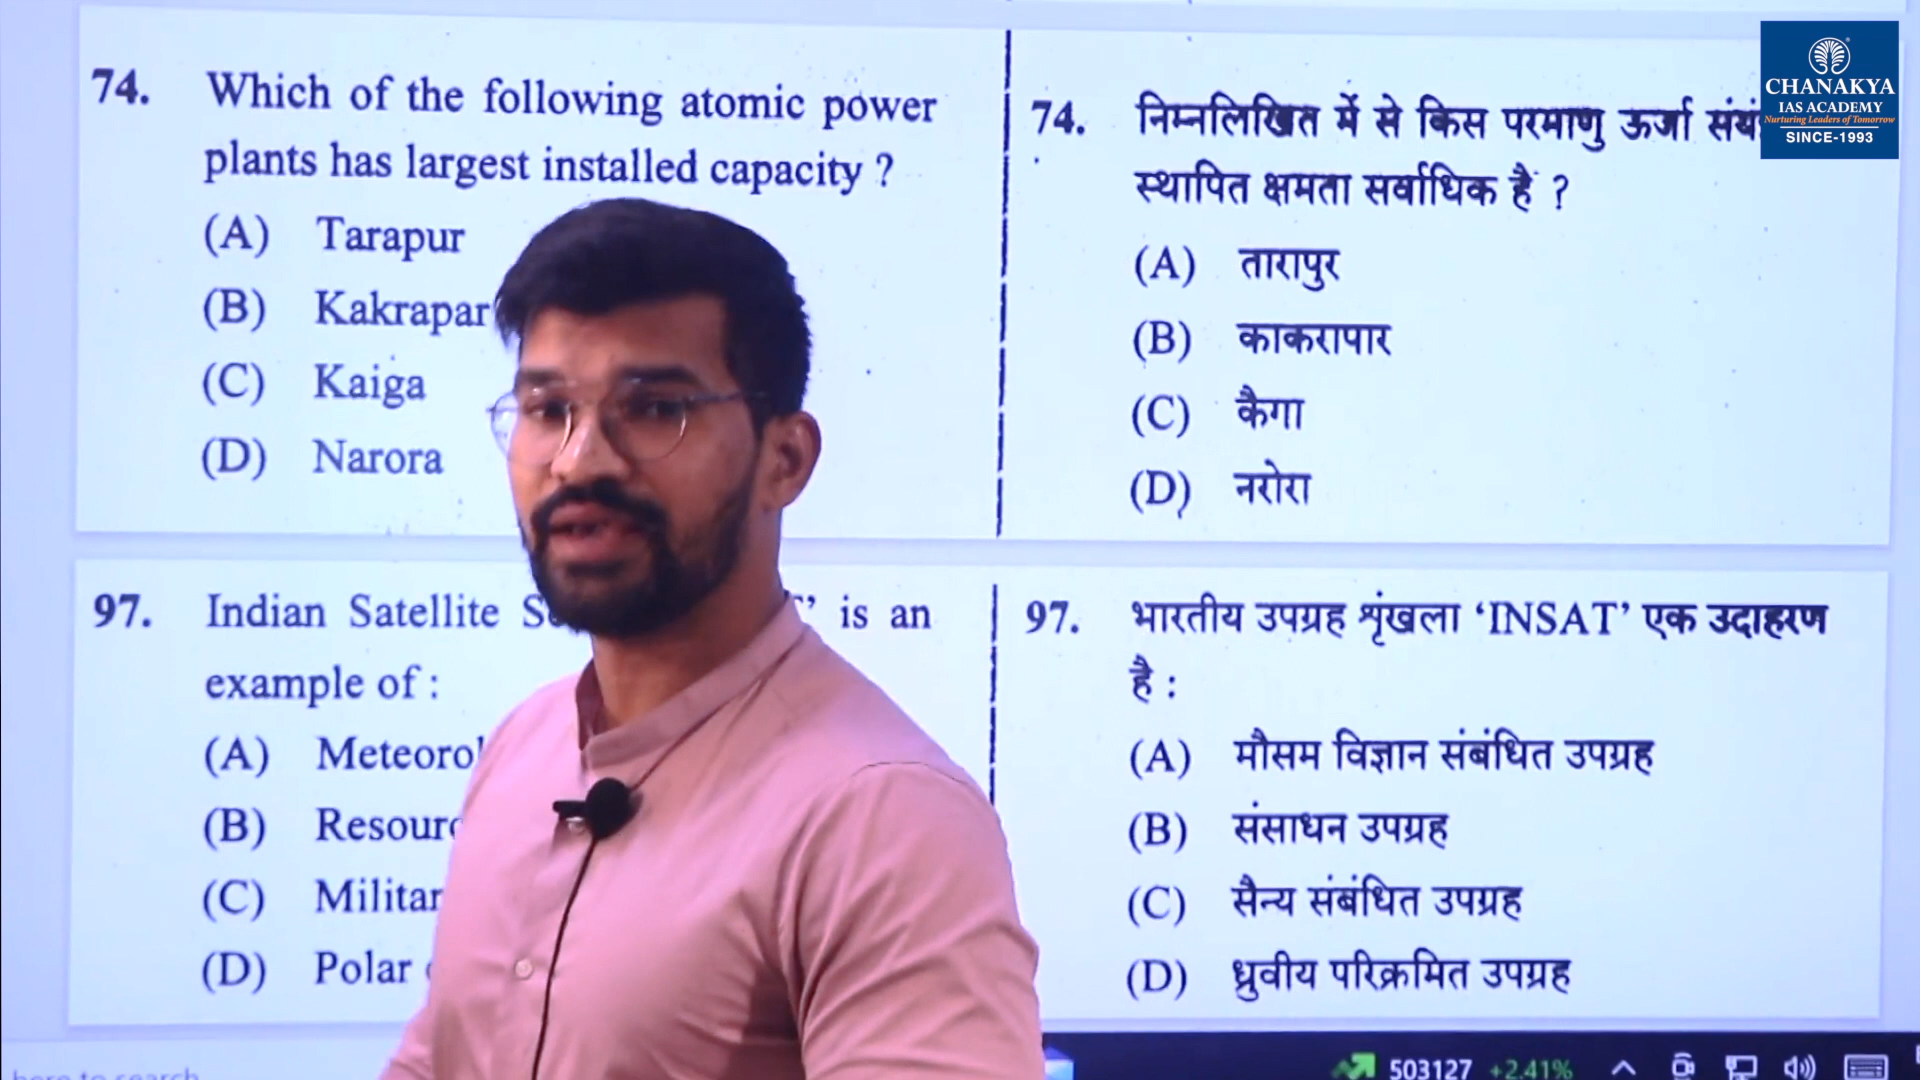 74. Which of the following atomic power
plants has largest installed capacity ?
(A) Tarapur
(B) Kakrapar
(C) Kaiga
(D) Narora
74. निम्नलिखित में से किस परमाणु ऊर्जा
स्थापित क्षमता सर्वाधिक है ?
(A) तारापुर
(B) काकरापार
(C) कैगा
(D) नरोरा
97. Indian Satellite is an
example of :
(A)
(B)
(C)
(D) Polar
97. भारतीय उपग्रह शृंखला ‘INSAT’ एक उदाहरण
है :
(A) मौसम विज्ञान संबंधित उपग्रह
(B) संसाधन उपग्रह
(C) सैन्य संबंधित उपग्रह
(D) ध्रुवीय परिक्रमित उपग्रह
CHANAKYA
IAS ACADEMY
Nurturing Leaders of Tomorrow
SINCE-1993
here to search
503127 +2.41%